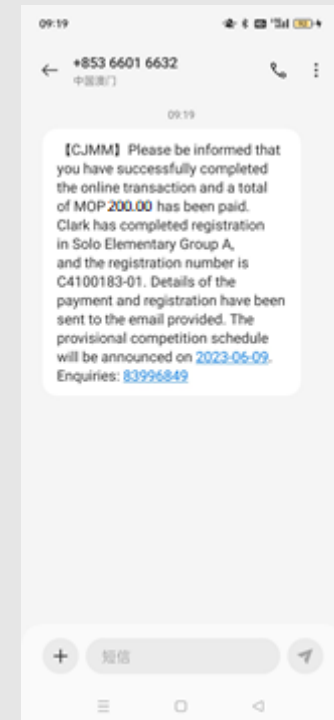 09:19
+853 6601 6632
中国澳门
09:19
【CJMM】Please be informed that
you have successfully completed
the online transaction and a total
of MOP 200.00 has been paid.
Clark has completed registration
in Solo Elementary Group A,
and the registration number is
C4100183-01. Details of the
payment and registration have been
sent to the email provided. The
provisional competition schedule
will be announced on 2023-06-09.
Enquiries: 83996849
短信